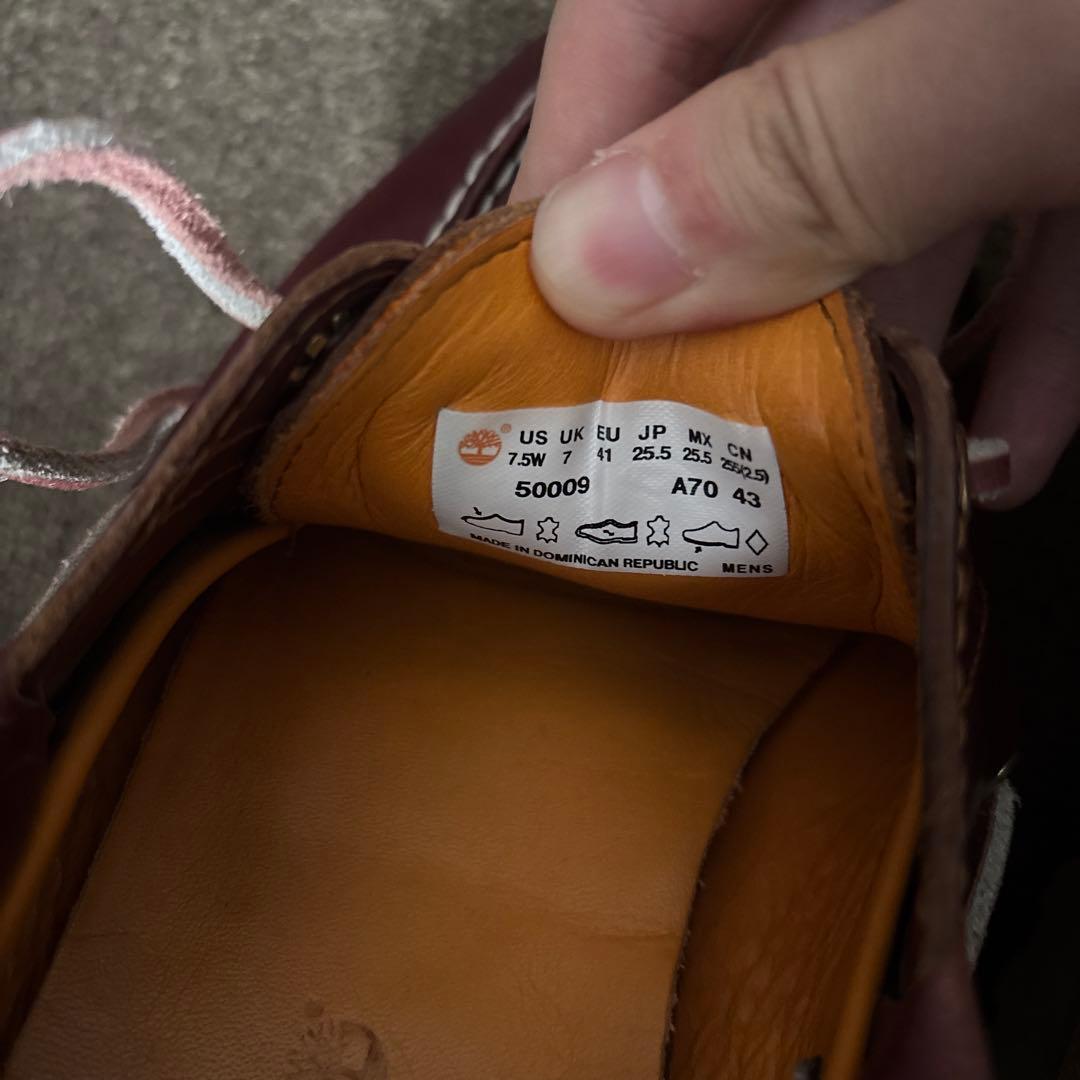 ® US UK EU JP MX CN
7.5W 7 41 25.5 25.5 255(2.5)
50009 A70 43
MADE IN DOMINICAN REPUBLIC MENS